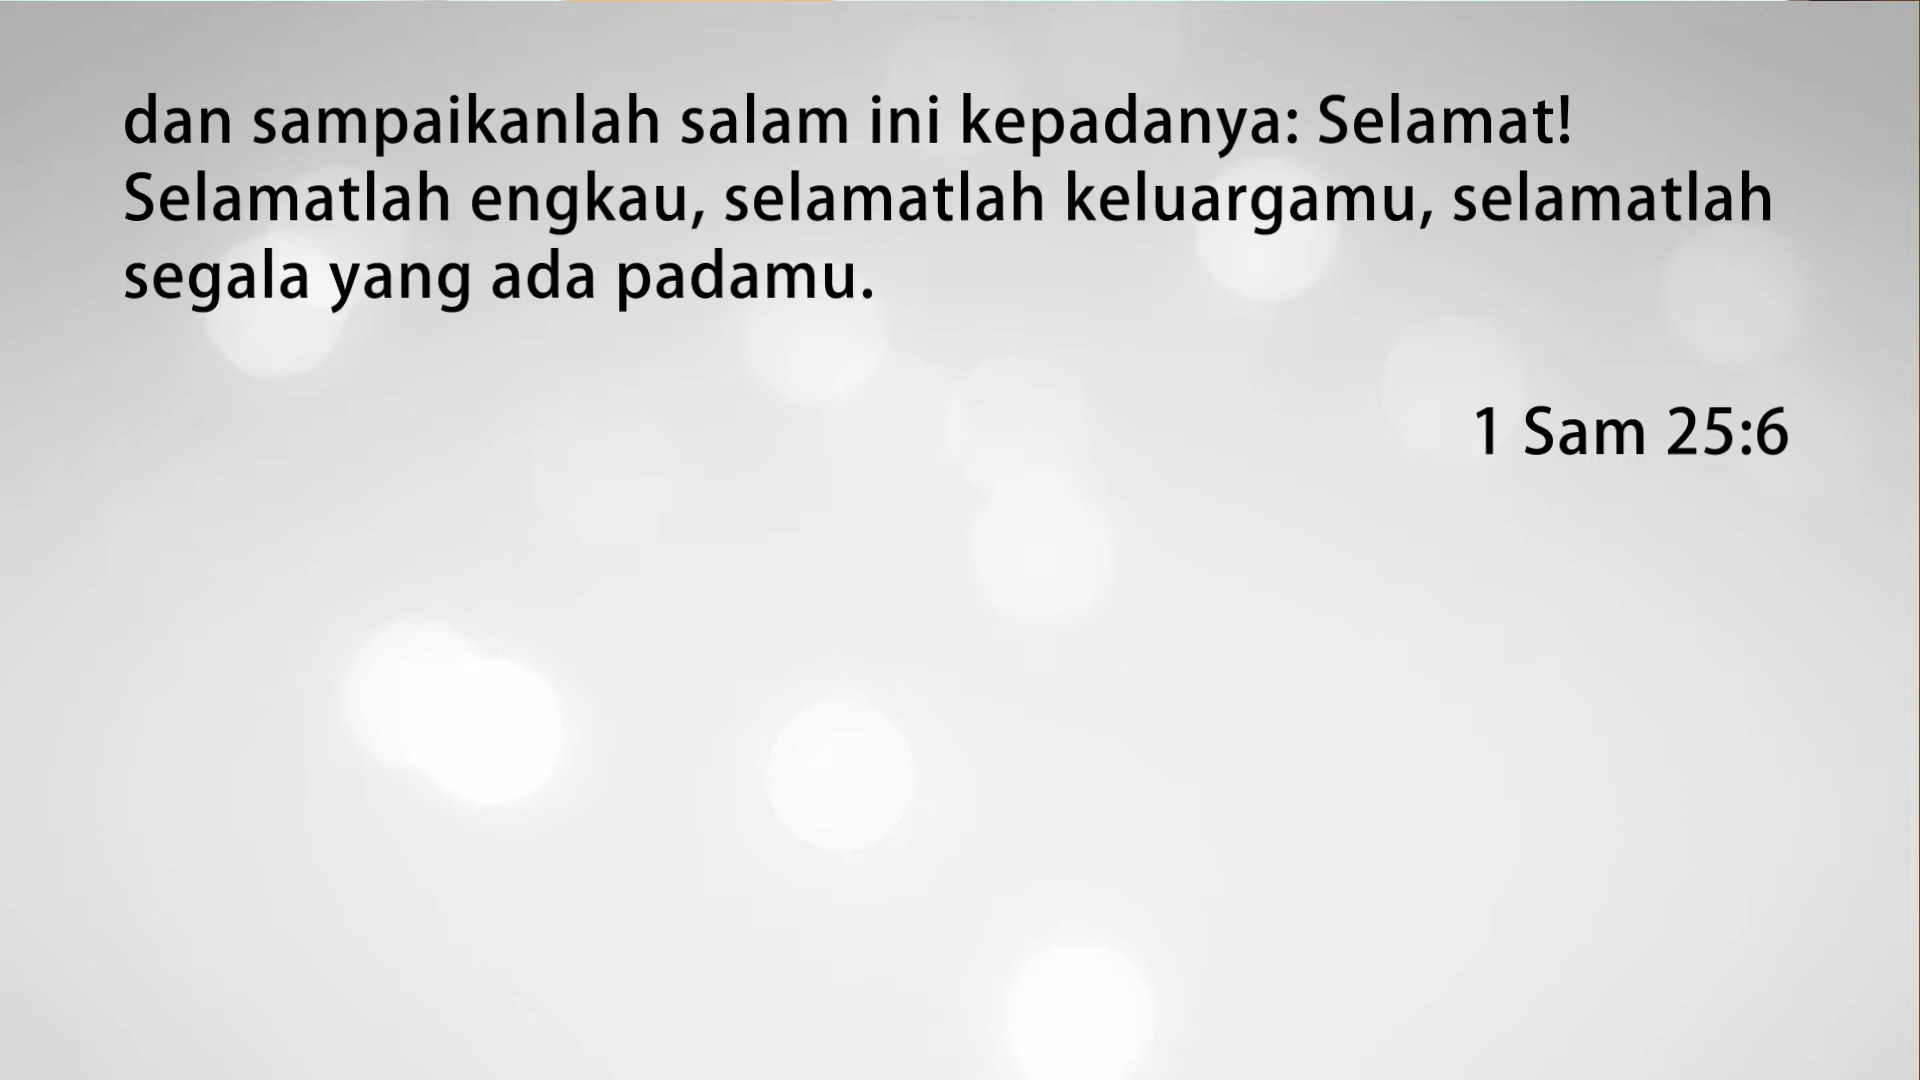 dan sampaikanlah salam ini kepadanya: Selamat!
Selamatlah engkau, selamatlah keluargamu, selamatlah
segala yang ada padamu.
1 Sam 25:6